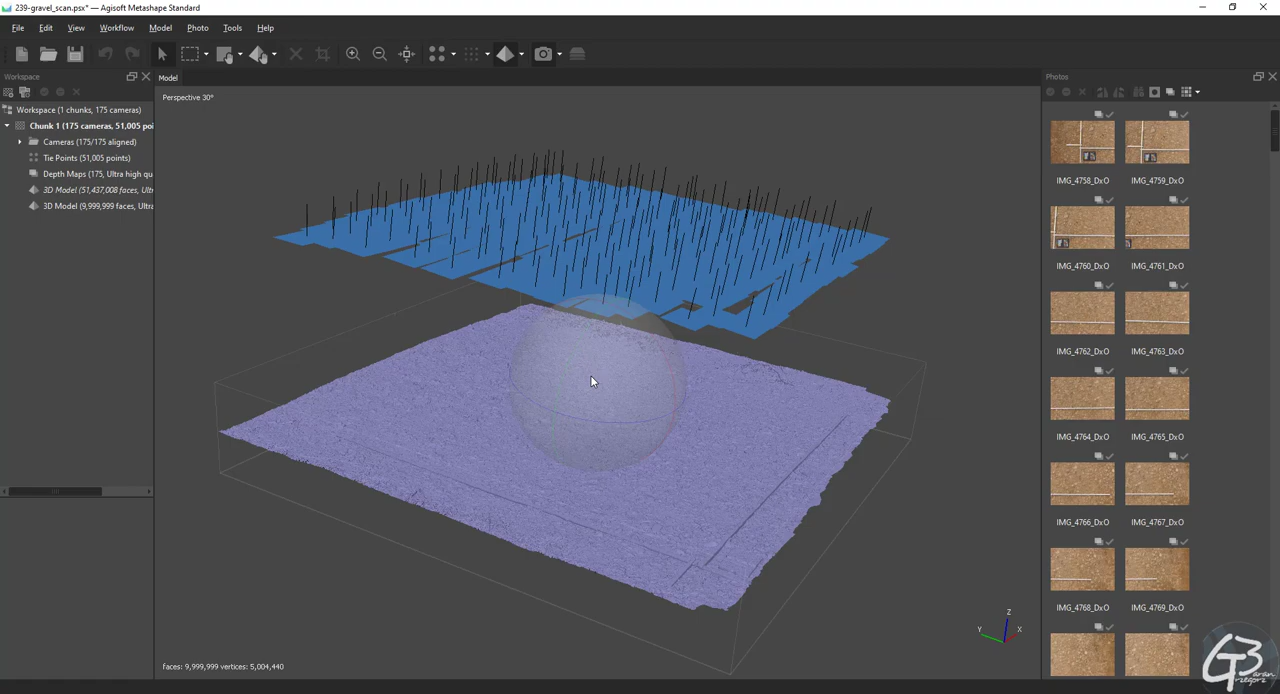 239-gravel_scan.psx* — Agisoft Metashape Standard
File Edit View Workflow Model Photo Tools Help
Workspace
Model
Photos
Perspective 30°
Workspace (1 chunks, 175 cameras)
Chunk 1 (175 cameras, 51,005 poi
Cameras (175/175 aligned)
Tie Points (51,005 points)
Depth Maps (175, Ultra high qu
3D Model (51,437,008 faces, Ultr
3D Model (9,999,999 faces, Ultra
IMG_4758_DxO IMG_4759_DxO
IMG_4760_DxO IMG_4761_DxO
IMG_4762_DxO IMG_4763_DxO
IMG_4764_DxO IMG_4765_DxO
IMG_4766_DxO IMG_4767_DxO
IMG_4768_DxO IMG_4769_DxO
Z
Y X
faces: 9,999,999 vertices: 5,004,440